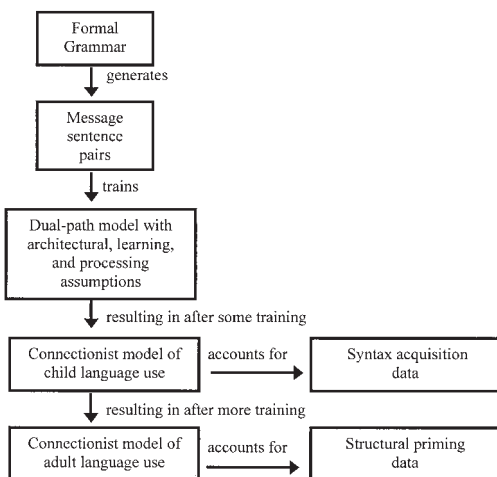 Formal
Grammar
generates
Message
sentence
pairs
trains
Dual-path model with
architectural, learning,
and processing
assumptions
resulting in after some training
Connectionist model of
child language use
accounts for
Syntax acquisition
data
resulting in after more training
Connectionist model of
adult language use
accounts for
Structural priming
data